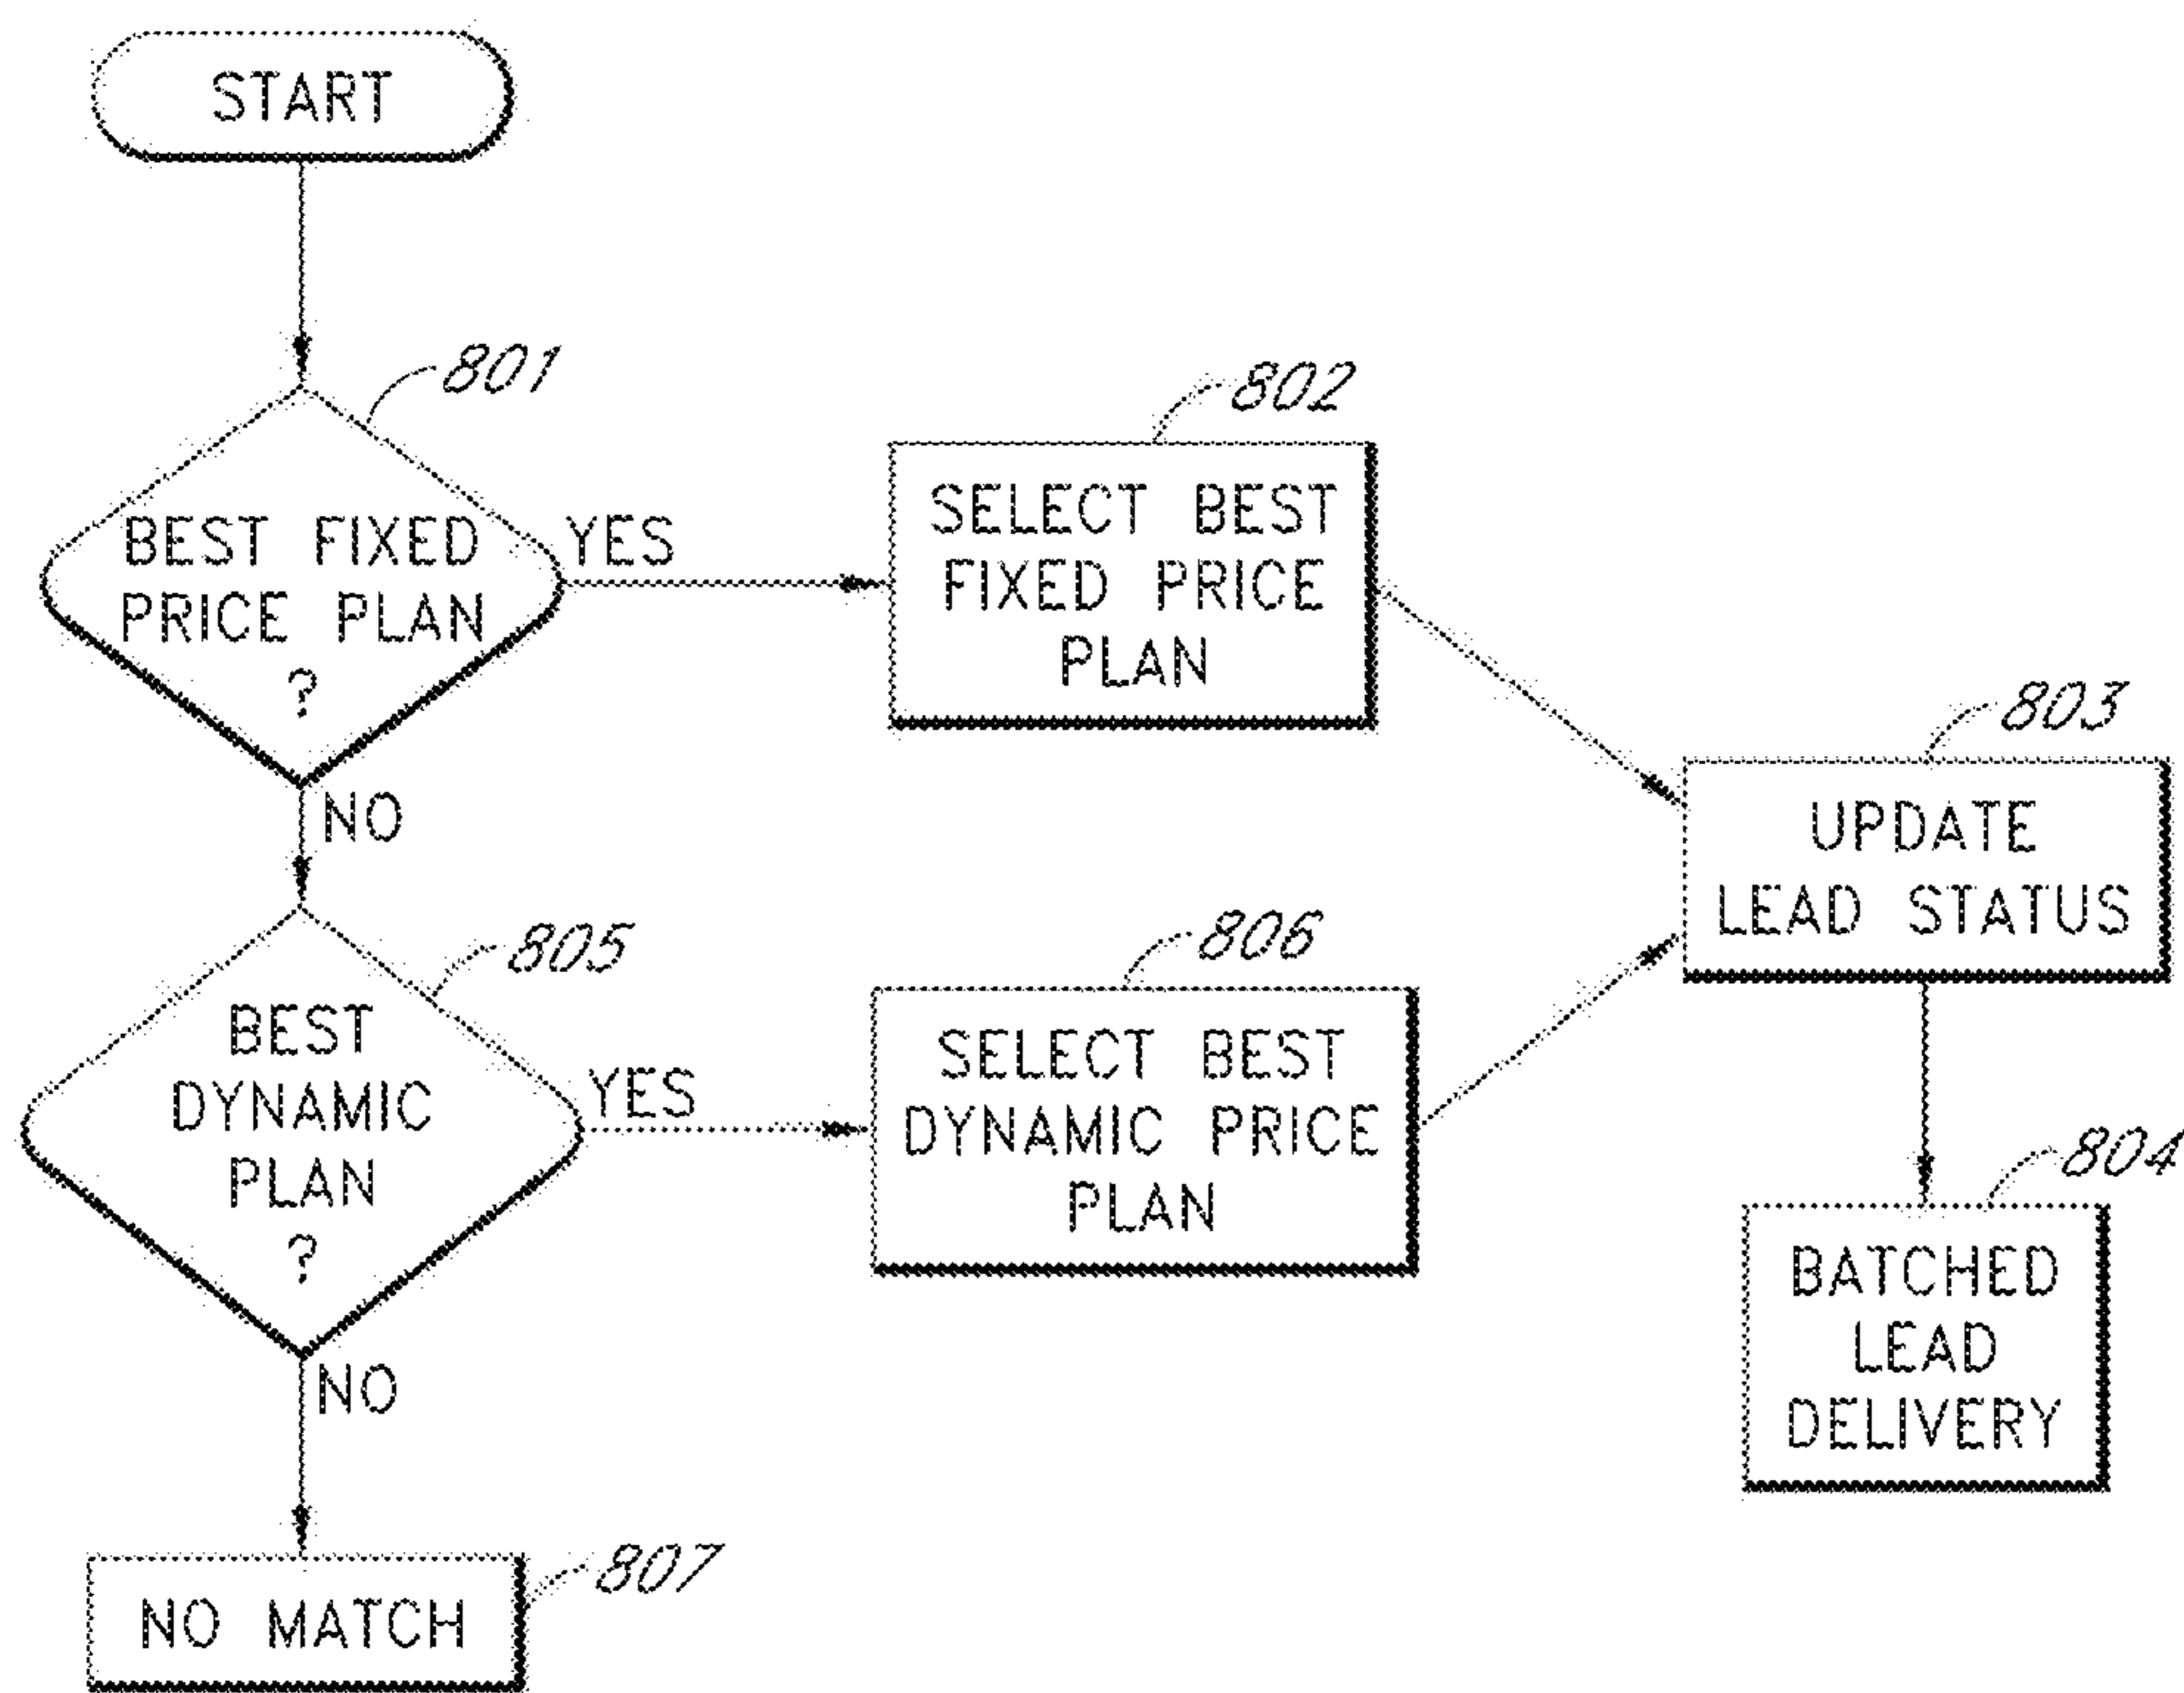 START
801
BEST FIXED
PRICE PLAN
?
YES
NO
802
SELECT BEST
FIXED PRICE
PLAN
803
UPDATE
LEAD STATUS
805
BEST
DYNAMIC
PLAN
?
YES
NO
806
SELECT BEST
DYNAMIC PRICE
PLAN
804
BATCHED
LEAD
DELIVERY
807
NO MATCH